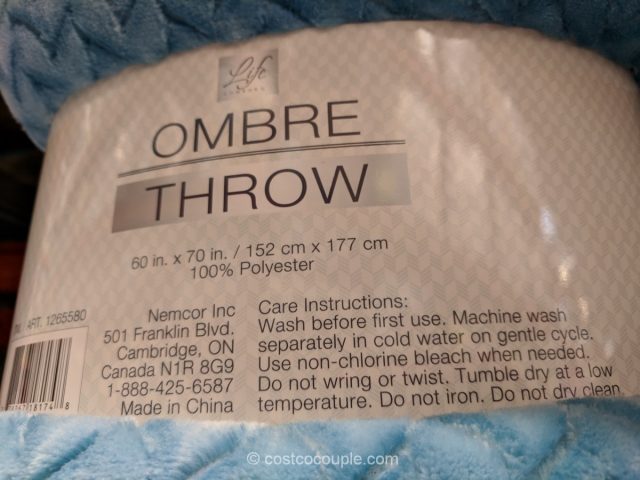 Life
OMBRE
THROW
60 in. x 70 in. / 152 cm x 177 cm
100% Polyester
ART. 1265580
Nemcor Inc
501 Franklin Blvd.
Cambridge, ON
Canada N1R 8G9
1-888-425-6587
Made in China
18174 8
Care Instructions:
Wash before first use. Machine wash
separately in cold water on gentle cycle.
Use non-chlorine bleach when needed.
Do not wring or twist. Tumble dry at a low
temperature. Do not iron. Do not dry clean.
© costcocouple.com